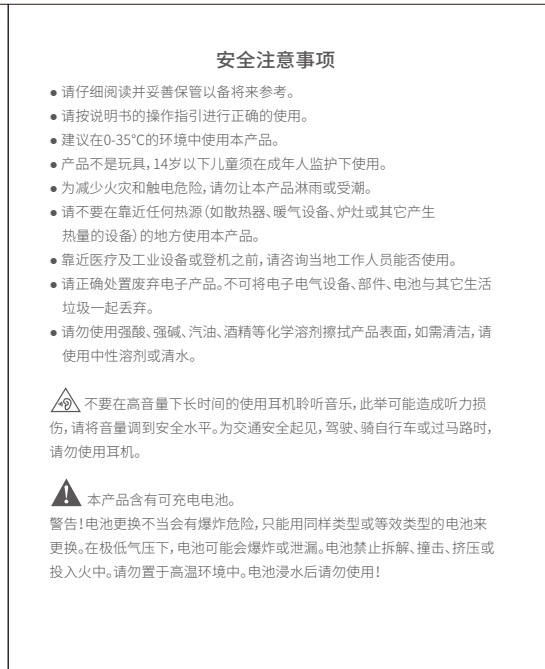 安全注意事项
● 请仔细阅读并妥善保管以备将来参考。
● 请按说明书的操作指引进行正确的使用。
● 建议在0-35℃的环境中使用本产品。
● 产品不是玩具，14岁以下儿童须在成年人监护下使用。
● 为减少火灾和触电危险，请勿让本产品淋雨或受潮。
● 请不要在靠近任何热源（如散热器、暖气设备、炉灶或其它产生
热量的设备）的地方使用本产品。
● 靠近医疗及工业设备或登机之前，请咨询当地工作人员能否使用。
● 请正确处置废弃电子产品。不可将电子电气设备、部件、电池与其它生活
垃圾一起丢弃。
● 请勿使用强酸、强碱、汽油、酒精等化学溶剂擦拭产品表面，如需清洁，请
使用中性溶剂或清水。
不要在高音量下长时间的使用耳机聆听音乐，此举可能造成听力损
伤，请将音量调到安全水平。为交通安全起见，驾驶、骑自行车或过马路时，
请勿使用耳机。
本产品含有可充电电池。
警告！电池更换不当会有爆炸危险，只能用同样类型或等效类型的电池来
更换。在极低气压下，电池可能会爆炸或泄漏。电池禁止拆解、撞击、挤压或
投入火中。请勿置于高温环境中。电池浸水后请勿使用！